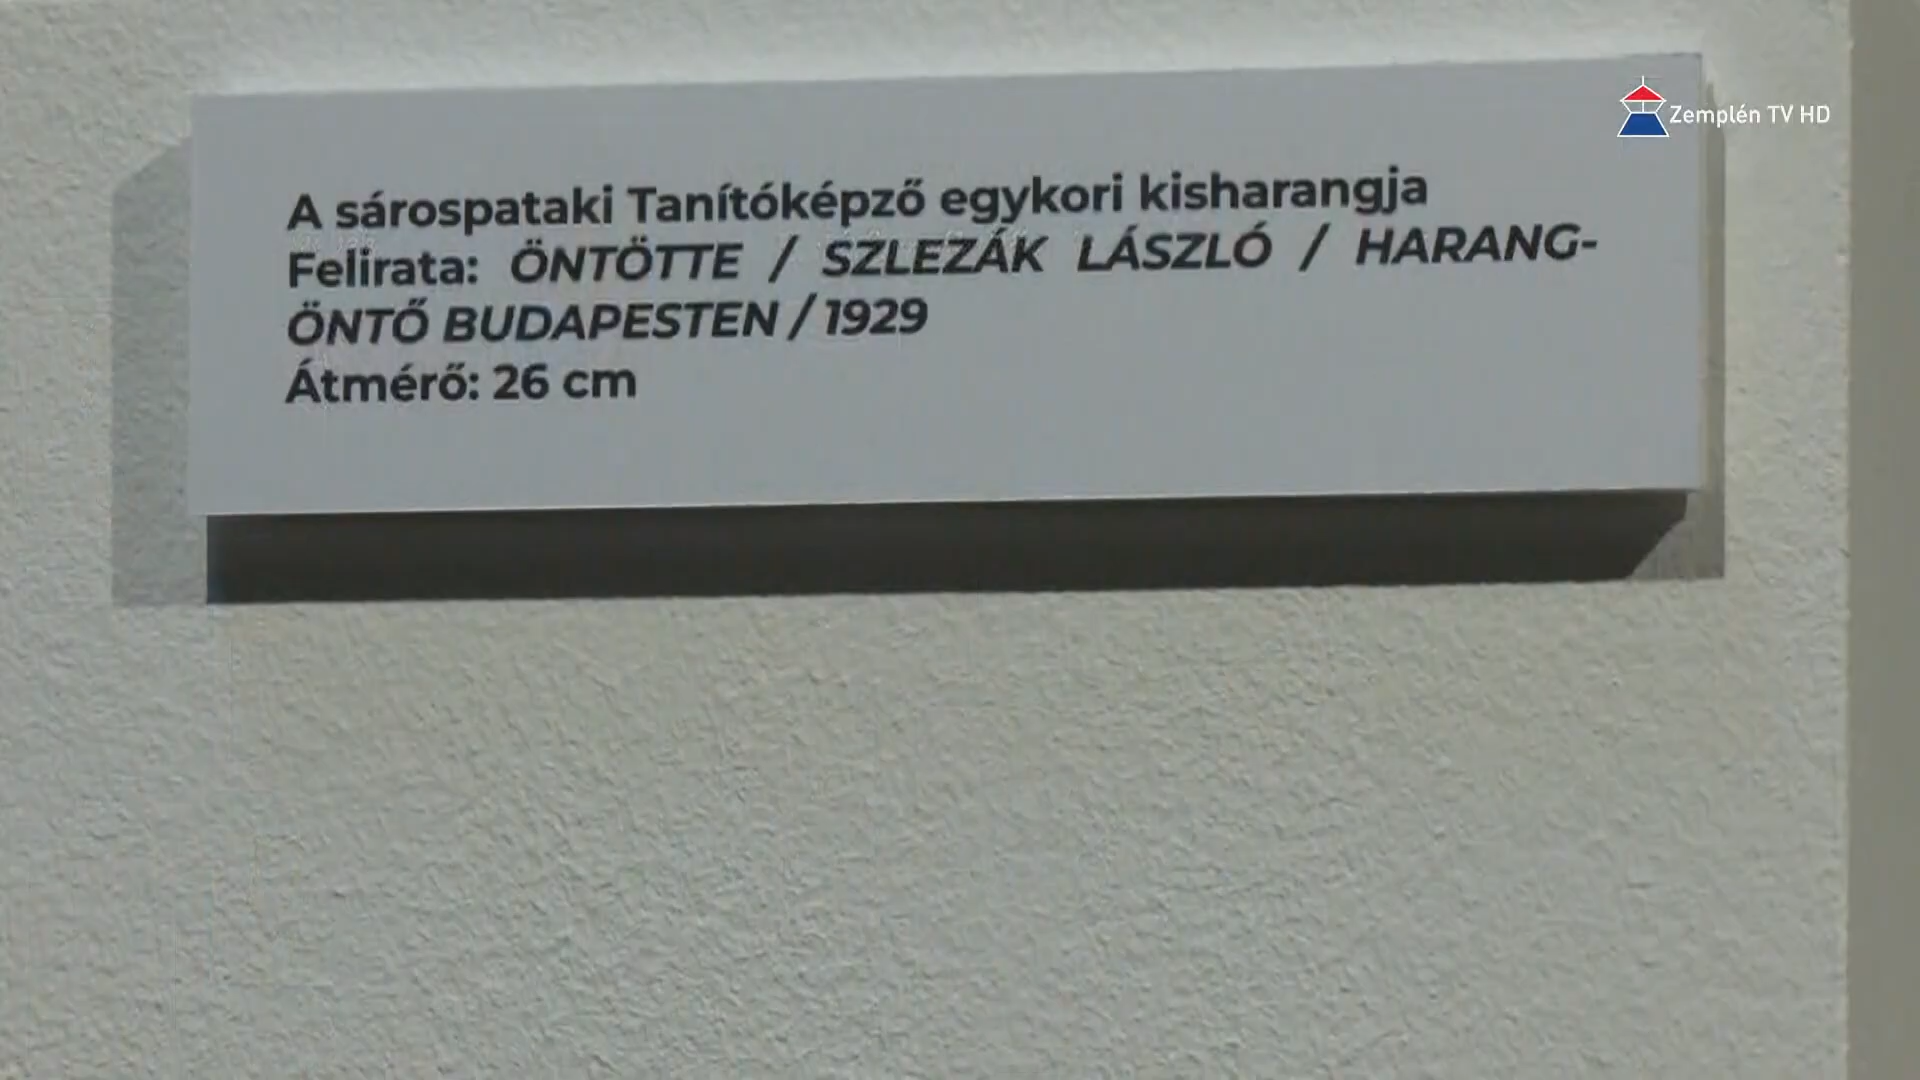 A sárospataki Tanítóképző egykori kisharangja
Felirata: ÖNTÖTTE / SZLEZÁK LÁSZLÓ / HARANG-
ÖNTŐ BUDAPESTEN / 1929
Átmérő: 26 cm
Zemplén TV HD